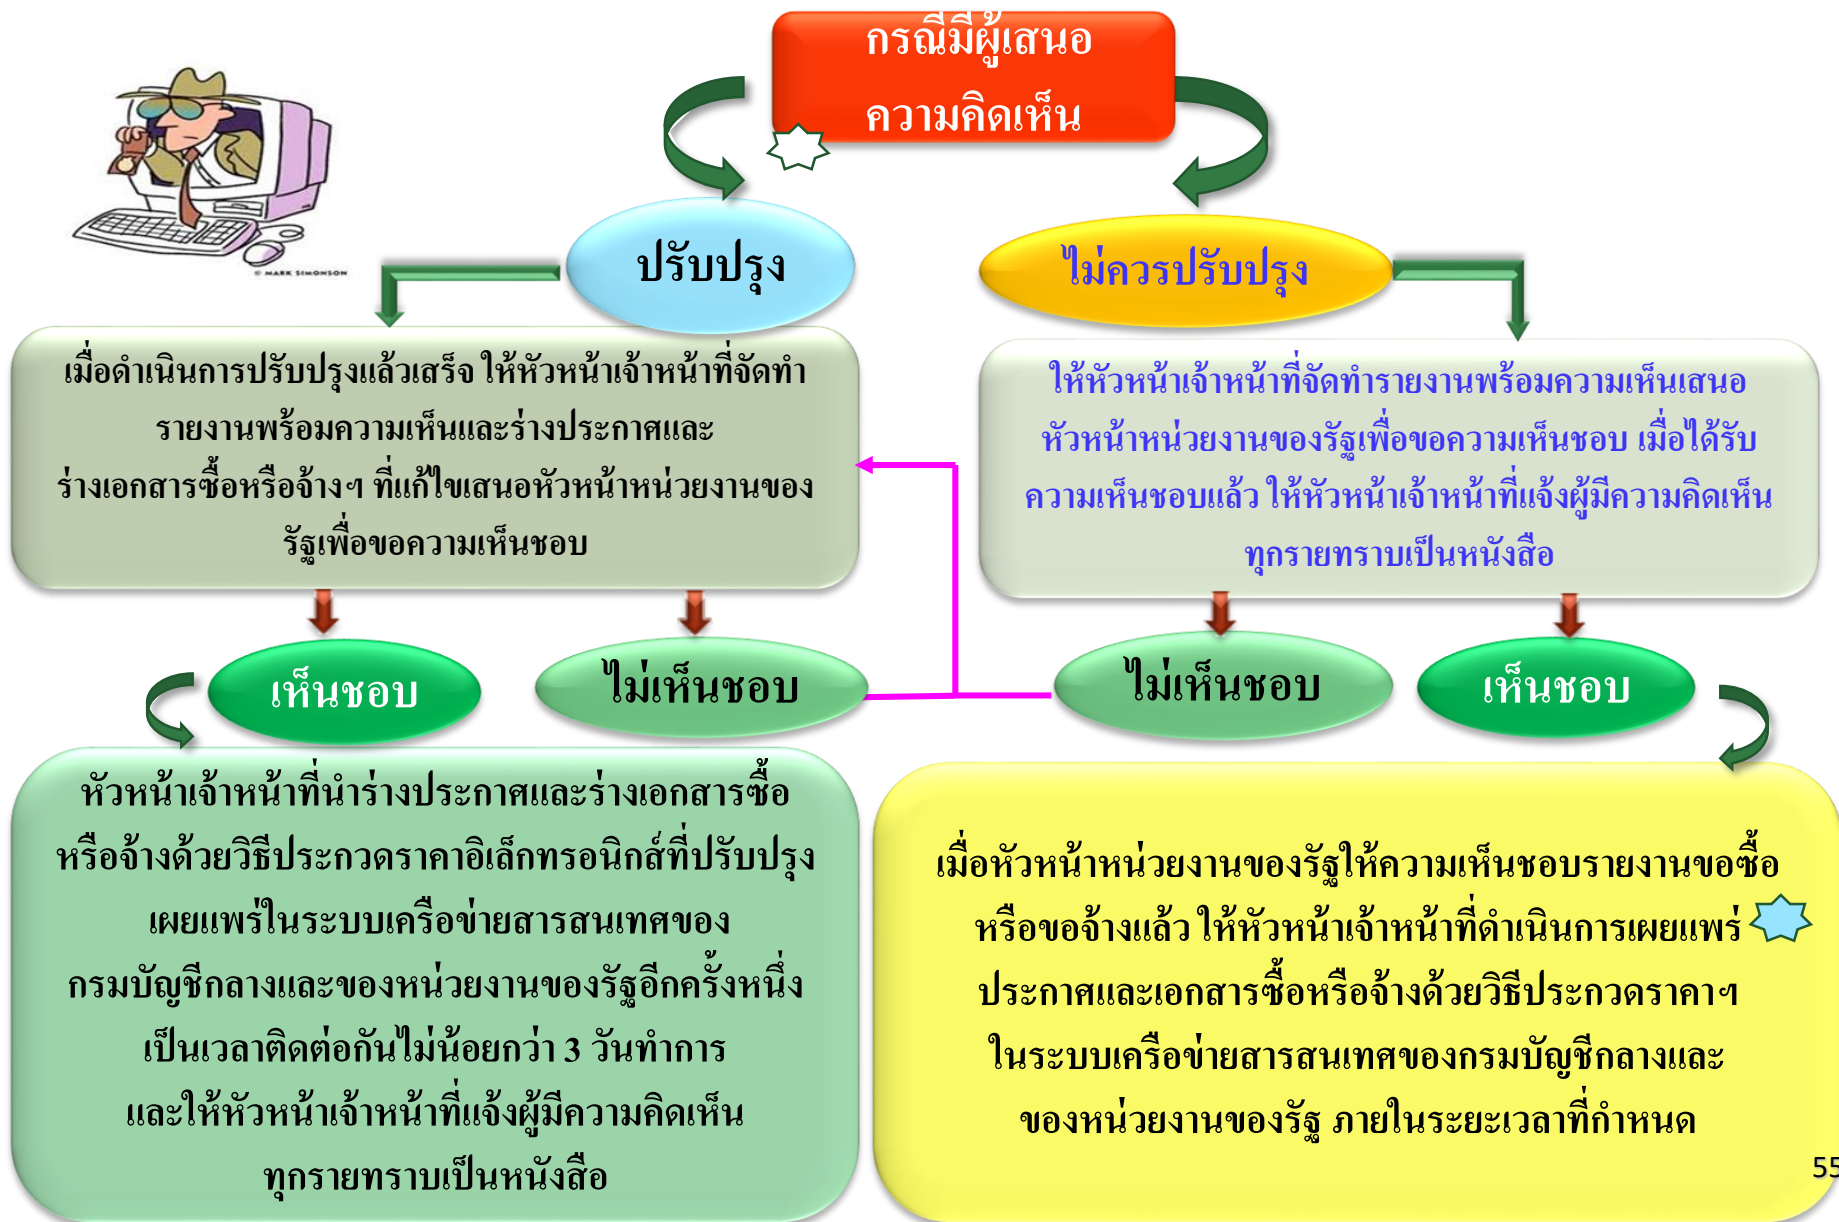 กรณีมีผู้เสนอ
ความคิดเห็น
© MARK SIMONSON
ปรับปรุง
ไม่ควรปรับปรุง
เมื่อดำเนินการปรับปรุงแล้วเสร็จ ให้หัวหน้าเจ้าหน้าที่จัดทำ
รายงานพร้อมความเห็นและร่างประกาศและ
ร่างเอกสารซื้อหรือจ้างฯ ที่แก้ไขเสนอหัวหน้าหน่วยงานของ
รัฐเพื่อขอความเห็นชอบ
ให้หัวหน้าเจ้าหน้าที่จัดทำรายงานพร้อมความเห็นเสนอ
หัวหน้าหน่วยงานของรัฐเพื่อขอความเห็นชอบ เมื่อได้รับ
ความเห็นชอบแล้ว ให้หัวหน้าเจ้าหน้าที่แจ้งผู้มีความคิดเห็น
ทุกรายทราบเป็นหนังสือ
เห็นชอบ
ไม่เห็นชอบ
ไม่เห็นชอบ
เห็นชอบ
หัวหน้าเจ้าหน้าที่นำร่างประกาศและร่างเอกสารซื้อ
หรือจ้างด้วยวิธีประกวดราคาอิเล็กทรอนิกส์ที่ปรับปรุง
เผยแพร่ในระบบเครือข่ายสารสนเทศของ
กรมบัญชีกลางและของหน่วยงานของรัฐอีกครั้งหนึ่ง
เป็นเวลาติดต่อกันไม่น้อยกว่า 3 วันทำการ
และให้หัวหน้าเจ้าหน้าที่แจ้งผู้มีความคิดเห็น
ทุกรายทราบเป็นหนังสือ
เมื่อหัวหน้าหน่วยงานของรัฐให้ความเห็นชอบรายงานขอซื้อ
หรือขอจ้างแล้ว ให้หัวหน้าเจ้าหน้าที่ดำเนินการเผยแพร่
ประกาศและเอกสารซื้อหรือจ้างด้วยวิธีประกวดราคาฯ
ในระบบเครือข่ายสารสนเทศของกรมบัญชีกลางและ
ของหน่วยงานของรัฐ ภายในระยะเวลาที่กำหนด
55